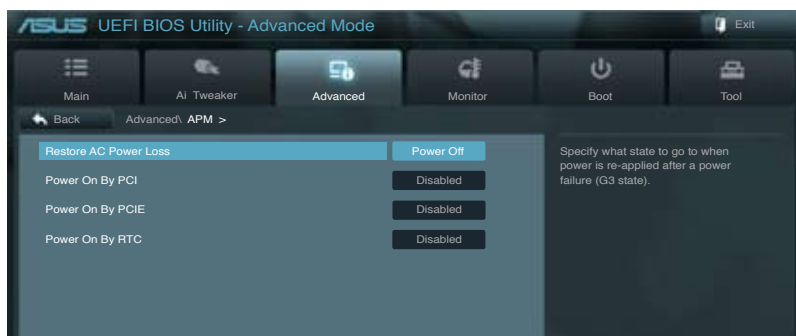 ASUS UEFI BIOS Utility - Advanced Mode
Exit
Main
Ai Tweaker
Advanced
Monitor
Boot
Tool
Back
Advanced\ APM >
Restore AC Power Loss
Power Off
Power On By PCI
Disabled
Power On By PCIE
Disabled
Power On By RTC
Disabled
Specify what state to go to when
power is re-applied after a power
failure (G3 state).